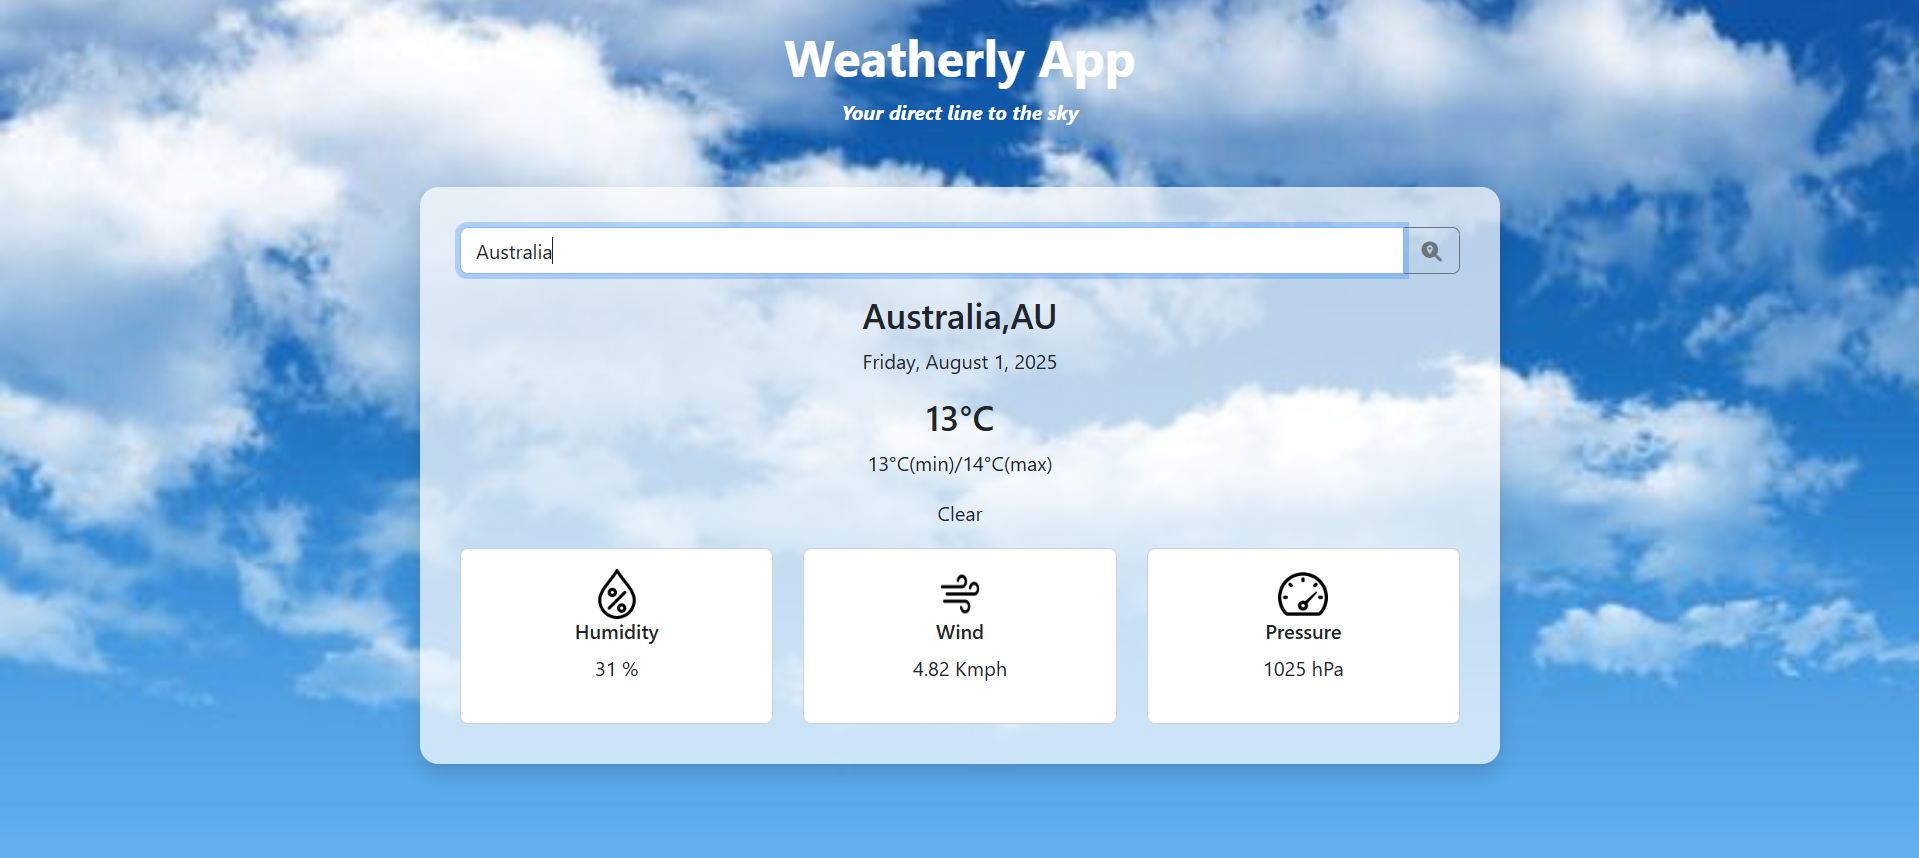 Weatherly App
Your direct line to the sky
Australia
Australia,AU
Friday, August 1, 2025
13°C
13°C(min)/14°C(max)
Clear
Humidity
31 %
Wind
4.82 Kmph
Pressure
1025 hPa